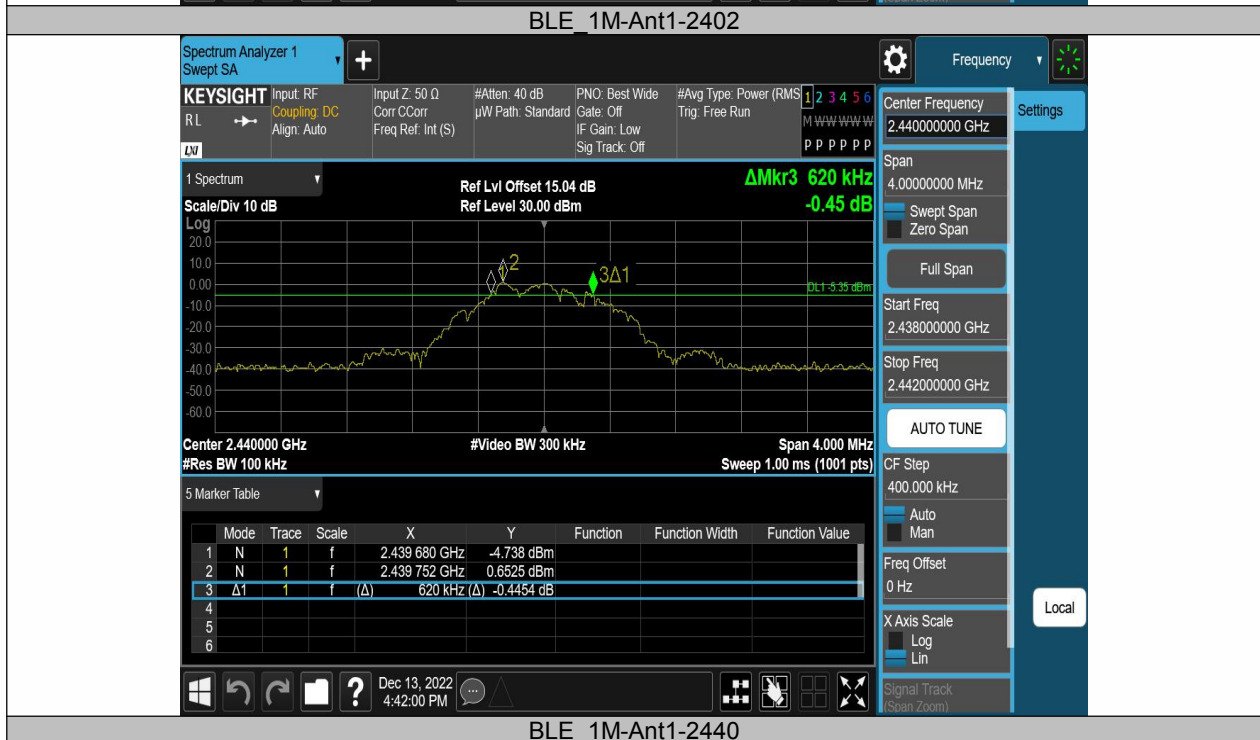 BLE_1M-Ant1-2402
Spectrum Analyzer 1
Swept SA
+
Frequency
KEYSIGHT
RL
LXI
Input: RF
Coupling: DC
Align: Auto
Input Z: 50 Ω
Corr CCorr
Freq Ref: Int (S)
#Atten: 40 dB
µW Path: Standard
PNO: Best Wide
Gate: Off
IF Gain: Low
Sig Track: Off
#Avg Type: Power (RMS
Trig: Free Run
1 2 3 4 5 6
M W W W W W
P P P P P P
1 Spectrum
Scale/Div 10 dB
Ref Lvl Offset 15.04 dB
Ref Level 30.00 dBm
ΔMkr3 620 kHz
-0.45 dB
Log
20.0
10.0
0.00
-10.0
-20.0
-30.0
-40.0
-50.0
-60.0
2
3Δ1
DL1 -5.35 dBm
Center 2.440000 GHz
#Video BW 300 kHz
Span 4.000 MHz
#Res BW 100 kHz
Sweep 1.00 ms (1001 pts)
5 Marker Table
Mode Trace Scale X Y Function Function Width Function Value
1 N 1 f 2.439 680 GHz -4.738 dBm
2 N 1 f 2.439 752 GHz 0.6525 dBm
3 Δ1 1 f (Δ) 620 kHz (Δ) -0.4454 dB
4
5
6
?
Dec 13, 2022
4:42:00 PM
Center Frequency
2.440000000 GHz
Settings
Span
4.00000000 MHz
Swept Span
Zero Span
Full Span
Start Freq
2.438000000 GHz
Stop Freq
2.442000000 GHz
AUTO TUNE
CF Step
400.000 kHz
Auto
Man
Freq Offset
0 Hz
X Axis Scale
Log
Lin
Local
Signal Track
(Span Zoom)
BLE_1M-Ant1-2440